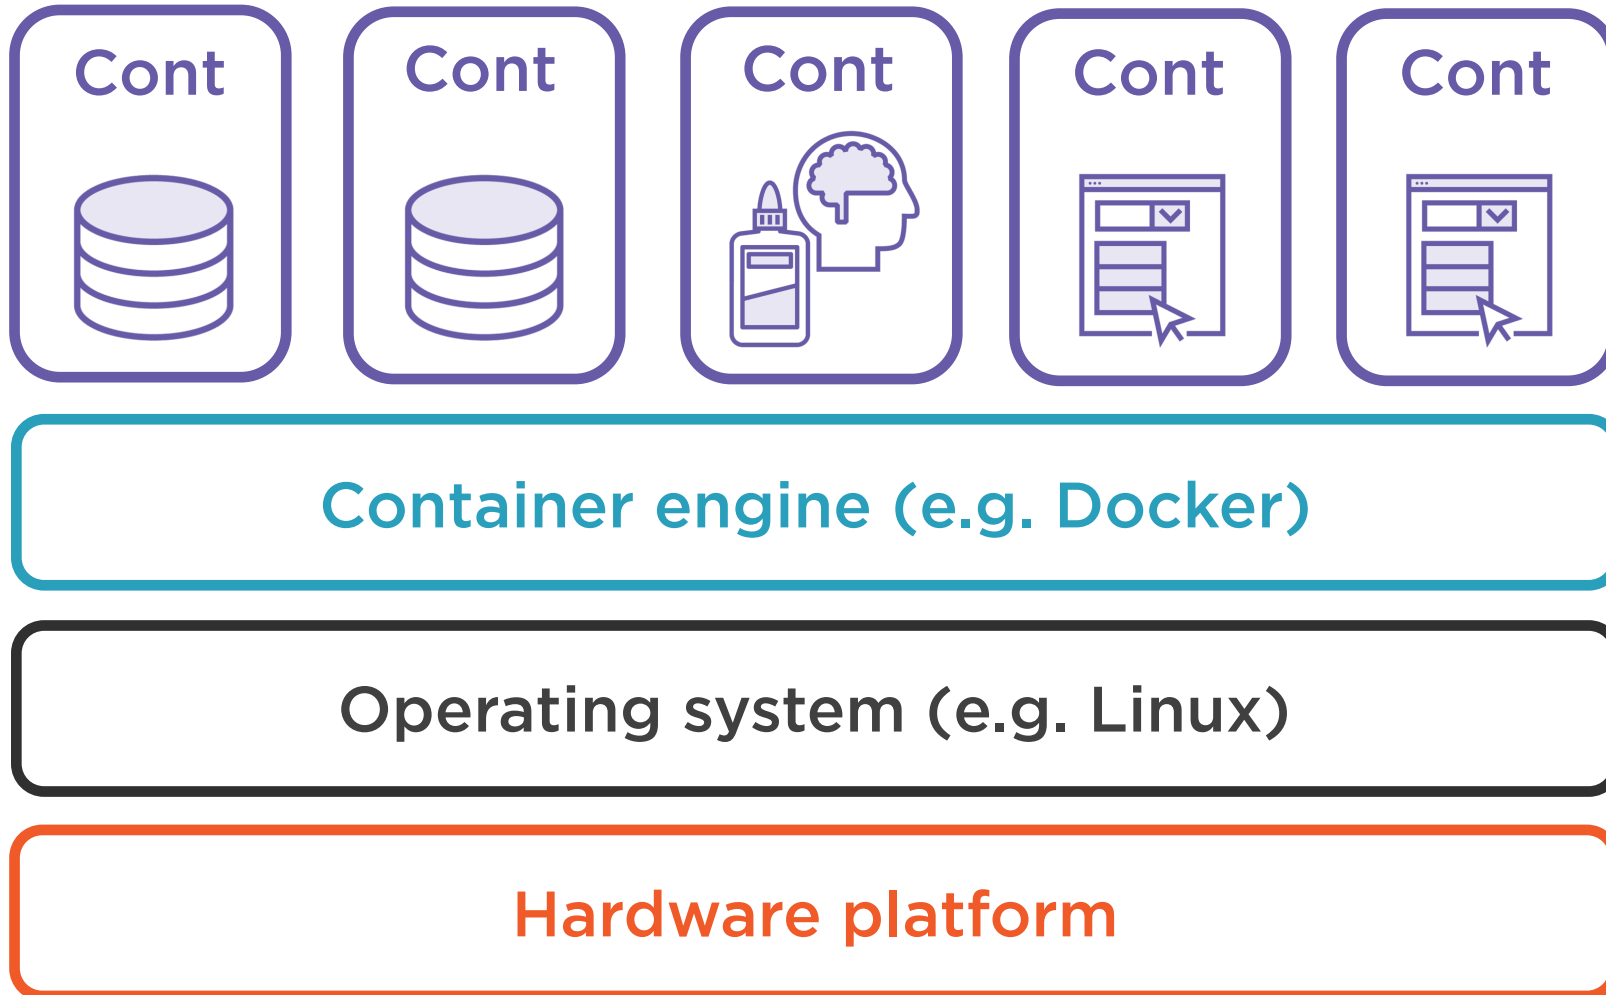 Cont
Cont
Cont
Cont
Cont
Container engine (e.g. Docker)
Operating system (e.g. Linux)
Hardware platform